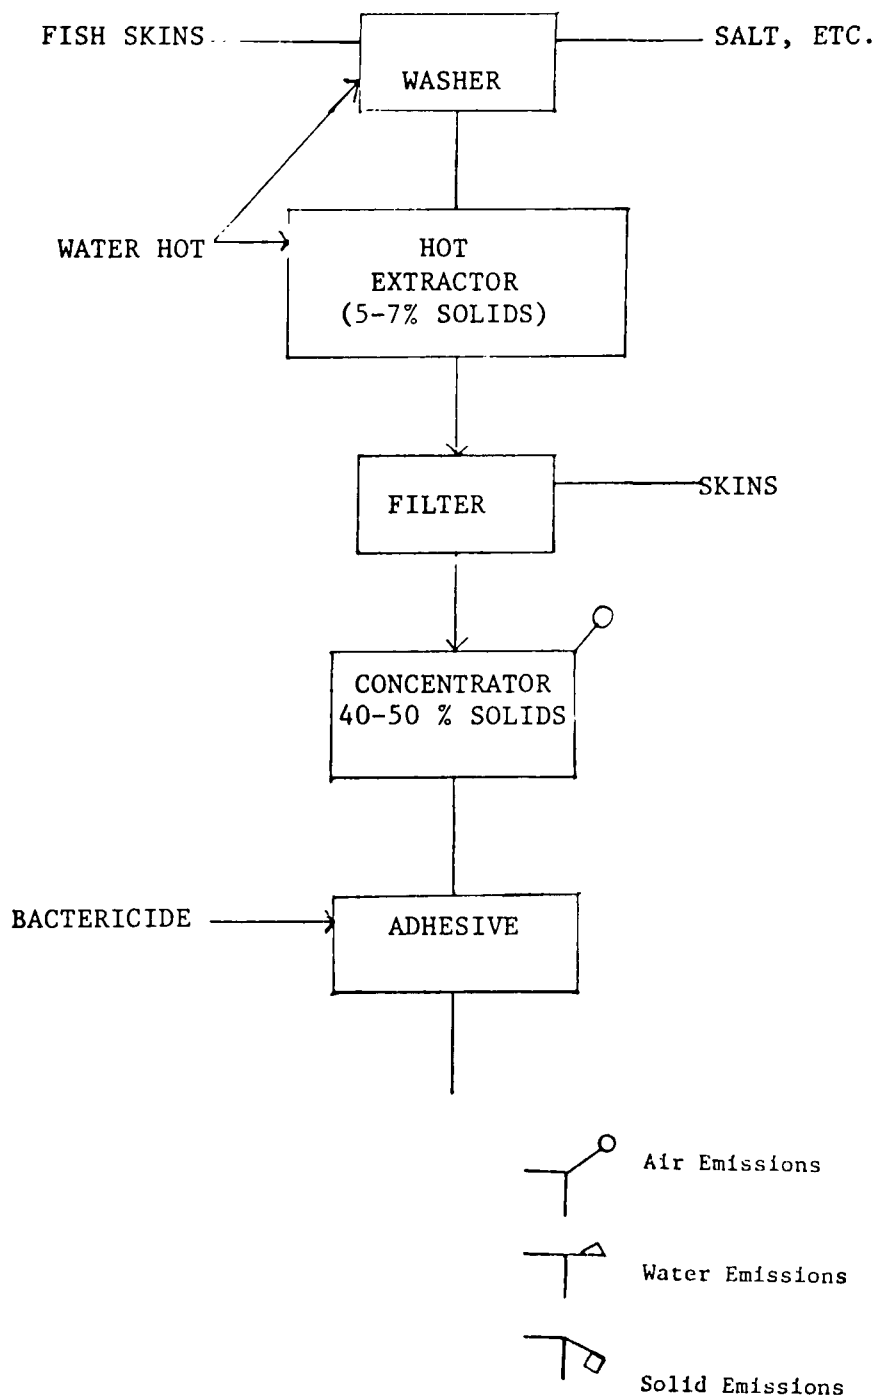 FISH SKINS
SALT, ETC.
WASHER
WATER HOT
HOT
EXTRACTOR
(5-7% SOLIDS)
FILTER
SKINS
CONCENTRATOR
40-50 % SOLIDS
BACTERICIDE
ADHESIVE
Air Emissions
Water Emissions
Solid Emissions